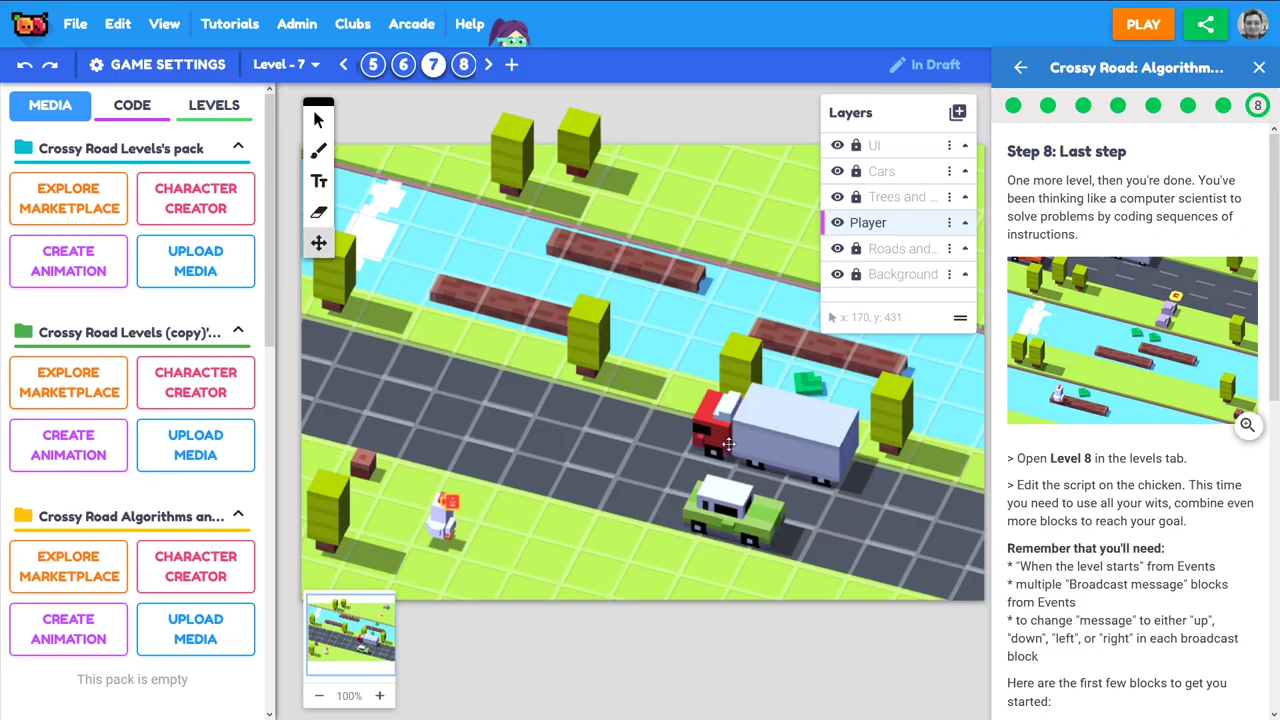 File Edit View Tutorials Admin Clubs Arcade Help PLAY
GAME SETTINGS Level - 7 5 6 7 8 In Draft
MEDIA CODE LEVELS
Crossy Road Levels's pack
EXPLORE MARKETPLACE
CHARACTER CREATOR
CREATE ANIMATION
UPLOAD MEDIA
Crossy Road Levels (copy)'...
EXPLORE MARKETPLACE
CHARACTER CREATOR
CREATE ANIMATION
UPLOAD MEDIA
Crossy Road Algorithms an...
EXPLORE MARKETPLACE
CHARACTER CREATOR
CREATE ANIMATION
UPLOAD MEDIA
This pack is empty
Tт
100%
Layers
UI
Cars
Trees and ...
Player
Roads and...
Background
x: 170, y: 431
Crossy Road: Algorithm...
8
Step 8: Last step
One more level, then you're done. You've
been thinking like a computer scientist to
solve problems by coding sequences of
instructions.
> Open Level 8 in the levels tab.
> Edit the script on the chicken. This time
you need to use all your wits, combine even
more blocks to reach your goal.
Remember that you'll need:
* "When the level starts" from Events
* multiple "Broadcast message" blocks
from Events
* to change "message" to either "up",
"down", "left", or "right" in each broadcast
block
Here are the first few blocks to get you
started: